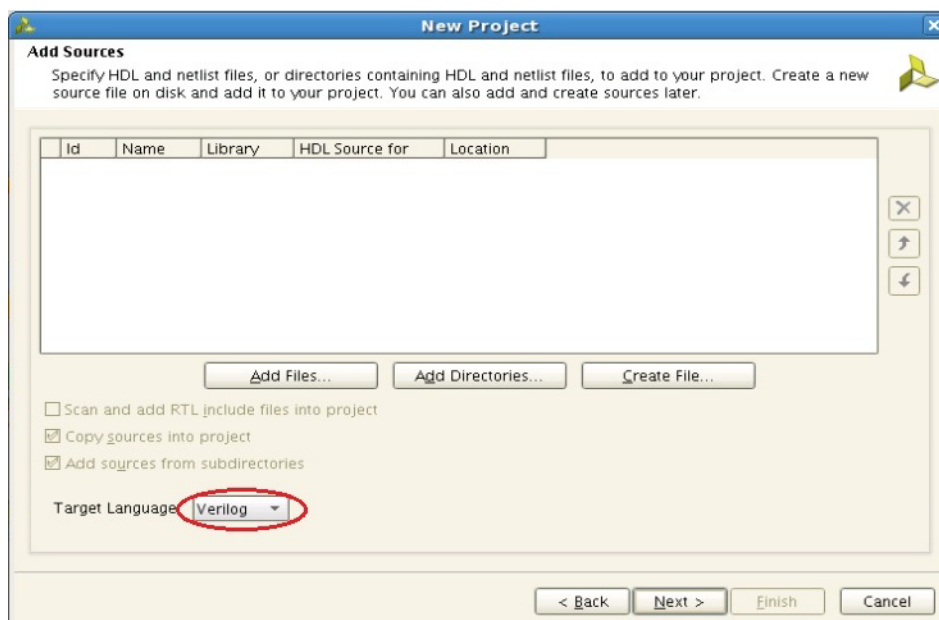 New Project
Add Sources
Specify HDL and netlist files, or directories containing HDL and netlist files, to add to your project. Create a new
source file on disk and add it to your project. You can also add and create sources later.
Id Name Library HDL Source for Location
Add Files... Add Directories... Create File...
Scan and add RTL include files into project
Copy sources into project
Add sources from subdirectories
Target Language Verilog
< Back Next > Finish Cancel